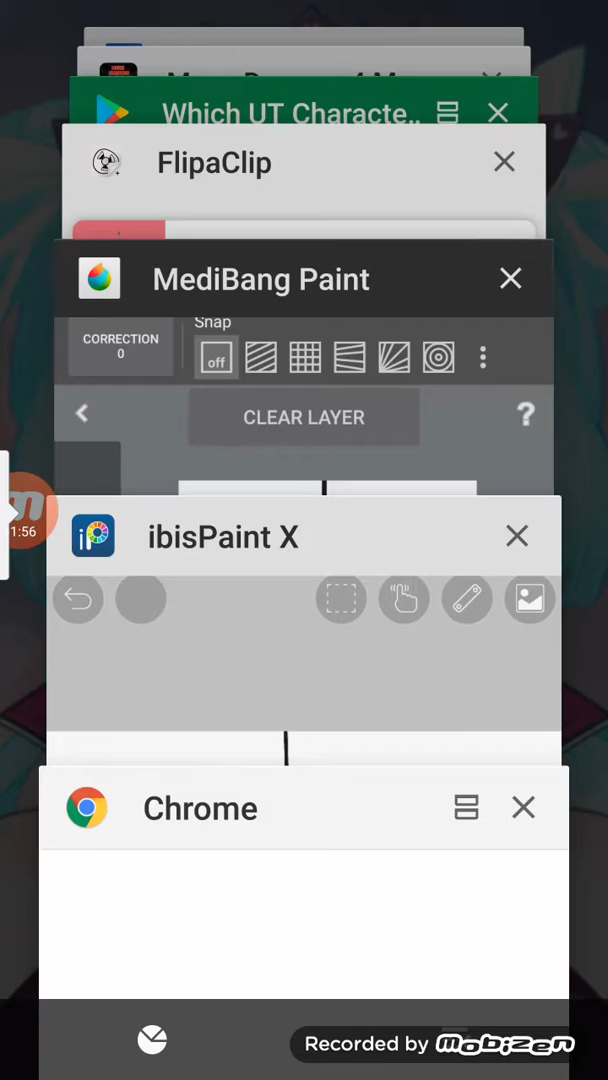 Which UT Characte..
FlipaClip
MediBang Paint
CORRECTION
0
Snap
off
CLEAR LAYER
?
1:56
iP
ibisPaint X
Chrome
Recorded by mobizen